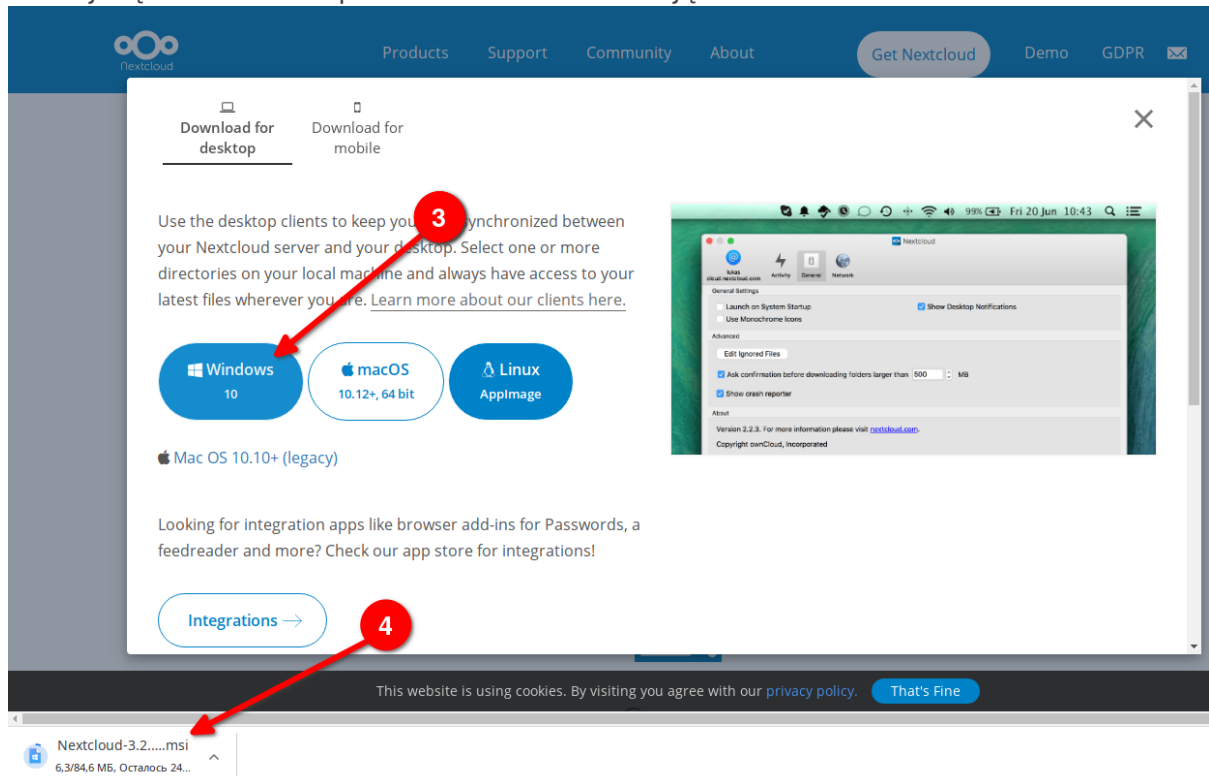 nextcloud
Products Support Community About Get Nextcloud Demo GDPR
Download for desktop
Download for mobile
3
Use the desktop clients to keep you synchronized between
your Nextcloud server and your desktop. Select one or more
directories on your local machine and always have access to your
latest files wherever you are. Learn more about our clients here.
Windows
10
macOS
10.12+, 64 bit
Linux
AppImage
Mac OS 10.10+ (legacy)
Looking for integration apps like browser add-ins for Passwords, a
feedreader and more? Check our app store for integrations!
Integrations →
4
99% Fri 20 Jun 10:43
Nextcloud
lukas
cloud.nextcloud.com
Activity General Network
General Settings
Launch on System Startup Show Desktop Notifications
Use Monochrome Icons
Advanced
Edit Ignored Files
Ask confirmation before downloading folders larger than 500 MB
Show crash reporter
About
Version 2.2.3. For more information please visit nextcloud.com.
Copyright ownCloud, Incorporated
This website is using cookies. By visiting you agree with our privacy policy. That's Fine
Nextcloud-3.2.....msi
6,3/84,6 МБ, Осталось 24...